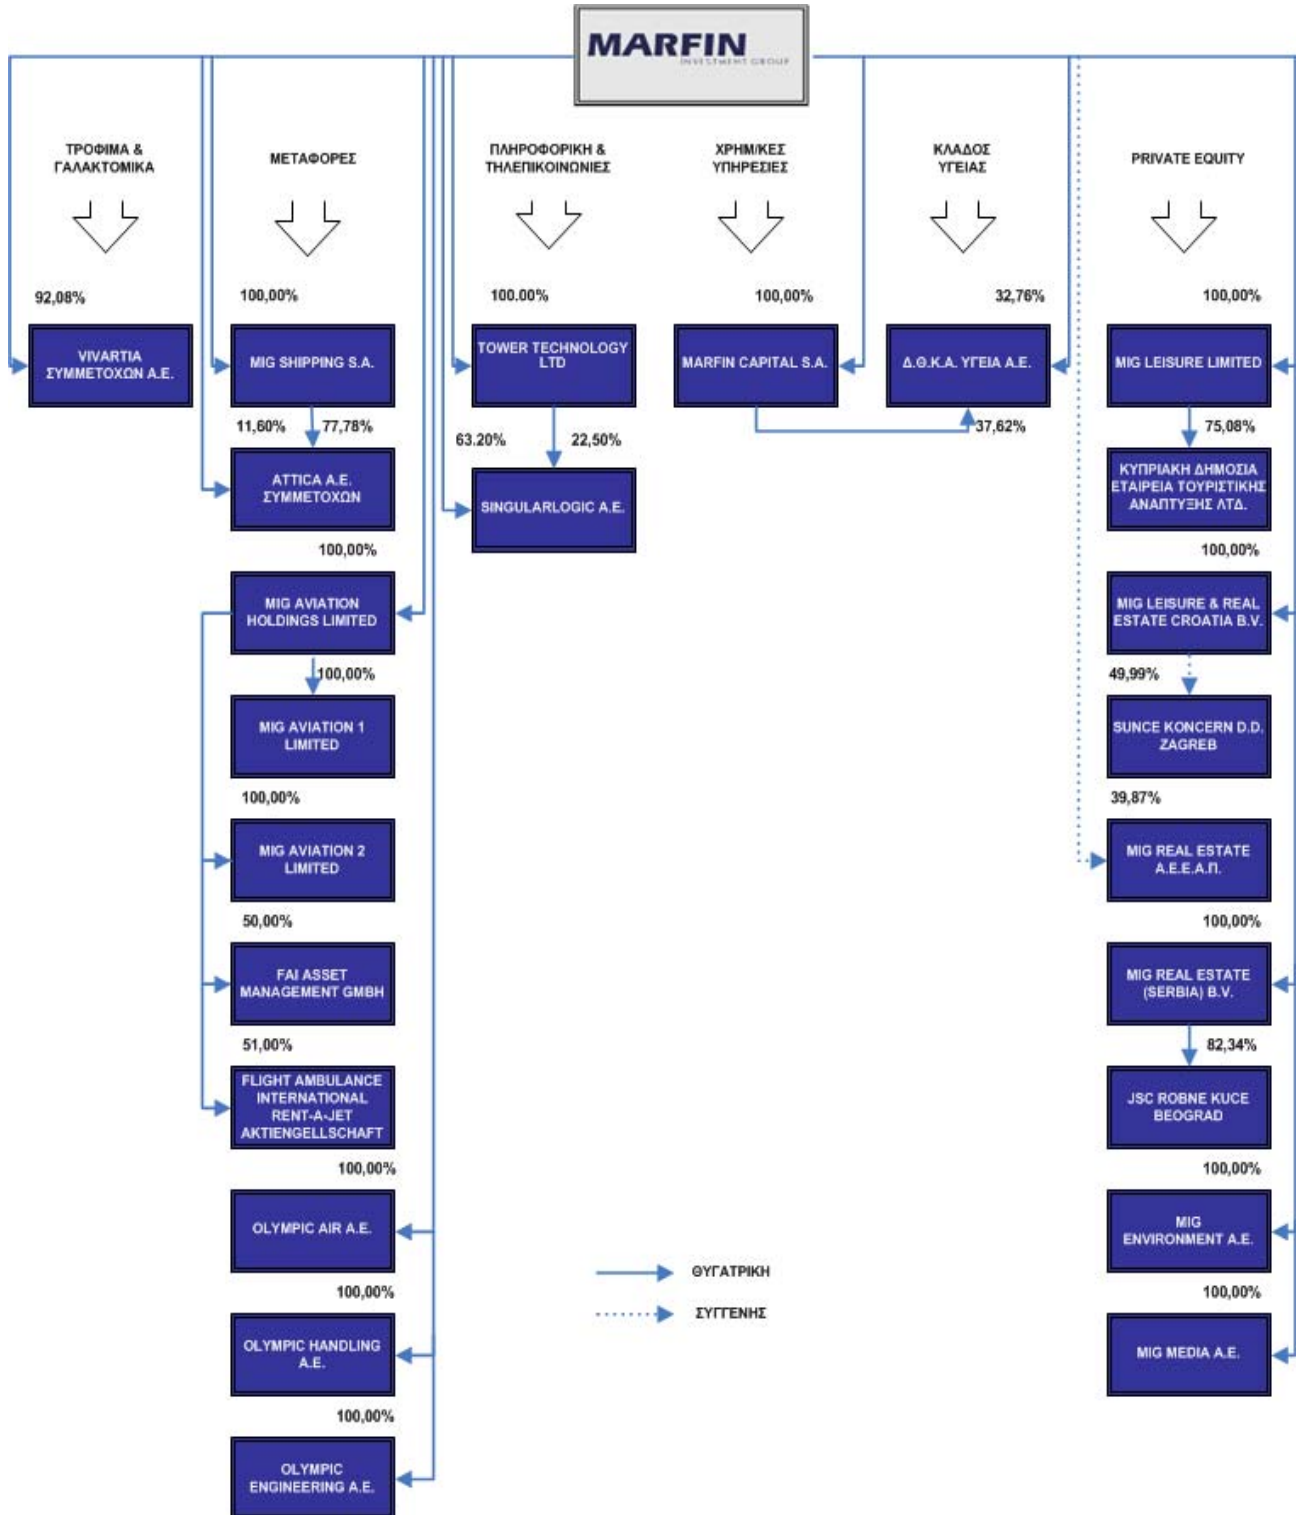 MARFIN
INVESTMENT GROUP
ΤΡΟΦΙΜΑ &
ΓΑΛΑΚΤΟΜΙΚΑ
ΜΕΤΑΦΟΡΕΣ
ΠΛΗΡΟΦΟΡΙΚΗ &
ΤΗΛΕΠΙΚΟΙΝΩΝΙΕΣ
ΧΡΗΜ/ΚΕΣ
ΥΠΗΡΕΣΙΕΣ
ΚΛΑΔΟΣ
ΥΓΕΙΑΣ
PRIVATE EQUITY
92,08%
VIVARTIA
ΣΥΜΜΕΤΟΧΩΝ Α.Ε.
100,00%
MIG SHIPPING S.A.
11,60% 77,78%
ATTICA A.E.
ΣΥΜΜΕΤΟΧΩΝ
100,00%
MIG AVIATION
HOLDINGS LIMITED
100,00%
MIG AVIATION 1
LIMITED
100,00%
MIG AVIATION 2
LIMITED
50,00%
FAI ASSET
MANAGEMENT GMBH
51,00%
FLIGHT AMBULANCE
INTERNATIONAL
RENT-A-JET
AKTIENGELLSCHAFT
100,00%
OLYMPIC AIR A.E.
100,00%
OLYMPIC HANDLING
A.E.
100,00%
OLYMPIC
ENGINEERING A.E.
100.00%
TOWER TECHNOLOGY
LTD
63.20% 22,50%
SINGULARLOGIC A.E.
100,00%
MARFIN CAPITAL S.A.
32,76%
Δ.Θ.Κ.Α. ΥΓΕΙΑ Α.Ε.
37,62%
100,00%
MIG LEISURE LIMITED
75,08%
ΚΥΠΡΙΑΚΗ ΔΗΜΟΣΙΑ
ΕΤΑΙΡΕΙΑ ΤΟΥΡΙΣΤΙΚΗΣ
ΑΝΑΠΤΥΞΗΣ ΛΤΔ.
100,00%
MIG LEISURE & REAL
ESTATE CROATIA B.V.
49,99%
SUNCE KONCERN D.D.
ZAGREB
39,87%
MIG REAL ESTATE
Α.Ε.Ε.Α.Π.
100,00%
MIG REAL ESTATE
(SERBIA) B.V.
82,34%
JSC ROBNE KUCE
BEOGRAD
100,00%
MIG
ENVIRONMENT A.E.
100,00%
MIG MEDIA A.E.
ΘΥΓΑΤΡΙΚΗ
ΣΥΓΓΕΝΗΣ